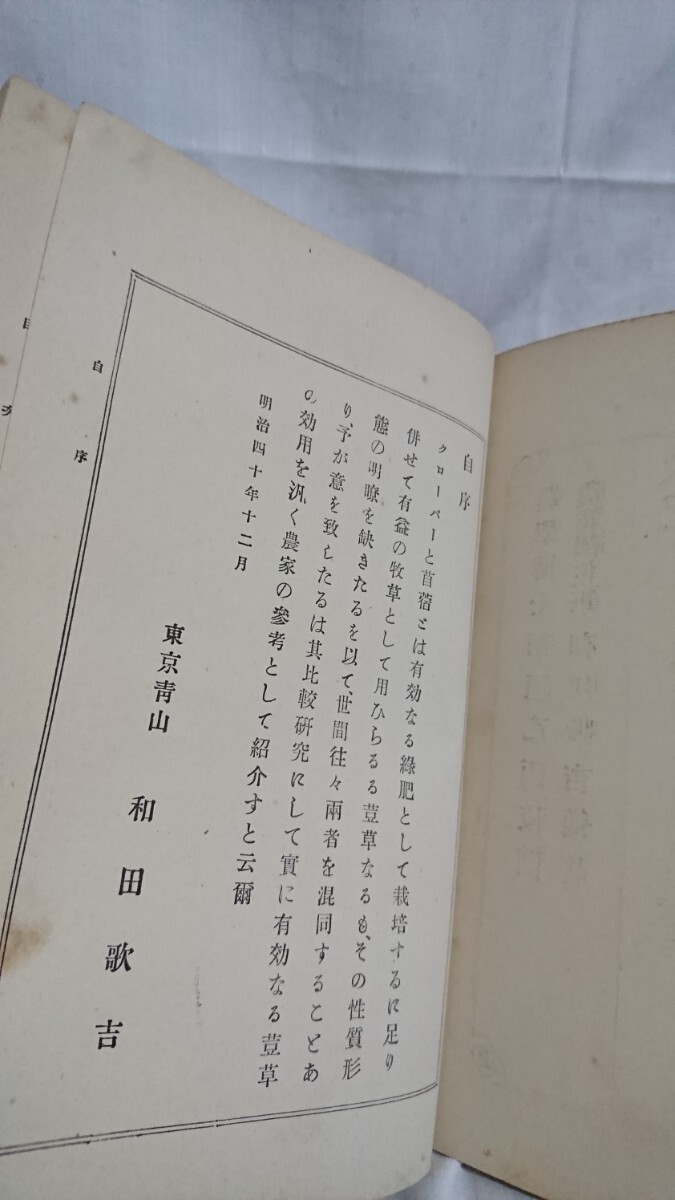 自序
クローバーと苜蓿とは有効なる綠肥として栽培するに足り
併せて有益の牧草として用ひらるる荳草なるも、その性質形
態の明瞭を缺きたるを以て、世間往々兩者を混同することあ
り、予が意を致したるは其比較硏究にして實に有効なる荳草
の効用を汎く農家の參考として紹介すと云爾
明治四十年十二月
東京靑山 和田歌吉
自序
目次